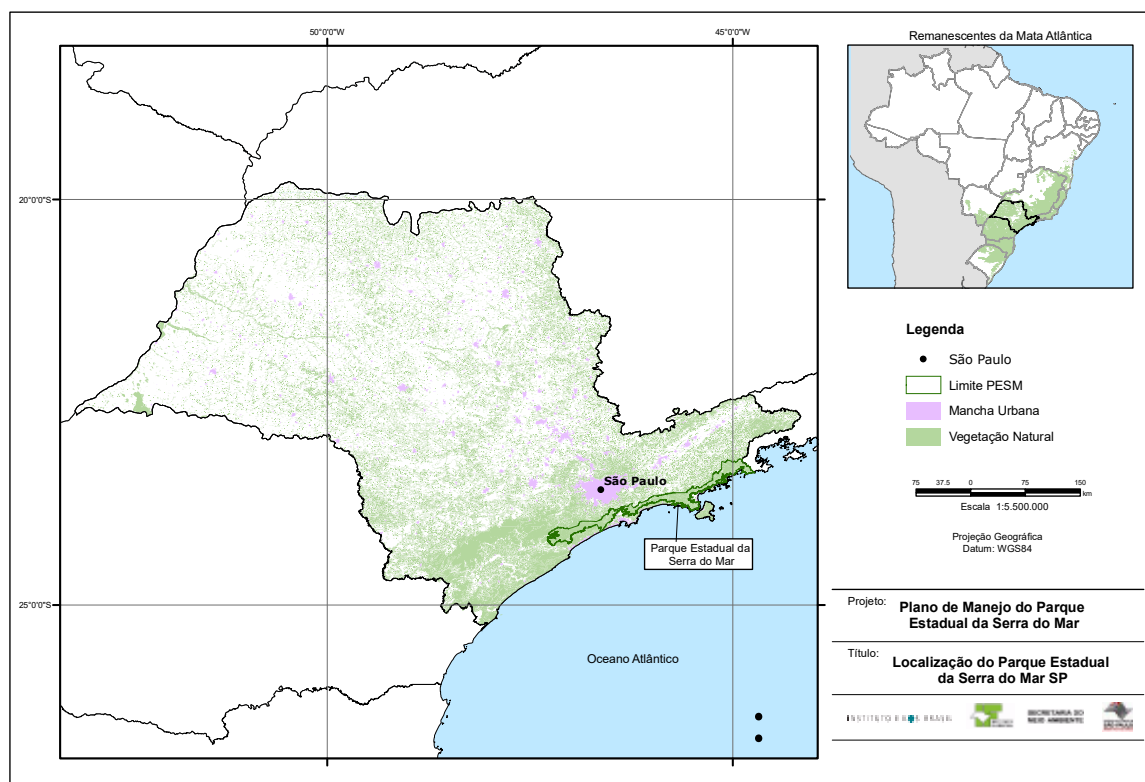 50°0'0"W
45°0'0"W
20°0'0"S
25°0'0"S
São Paulo
Parque Estadual da
Serra do Mar
Oceano Atlântico
Remanescentes da Mata Atlântica
Legenda
São Paulo
Limite PESM
Mancha Urbana
Vegetação Natural
75 37.5 0 75 150
km
Escala 1:5.500.000
Projeção Geográfica
Datum: WGS84
Projeto: Plano de Manejo do Parque
Estadual da Serra do Mar
Título: Localização do Parque Estadual
da Serra do Mar SP
SECRETARIA DO
MEIO AMBIENTE